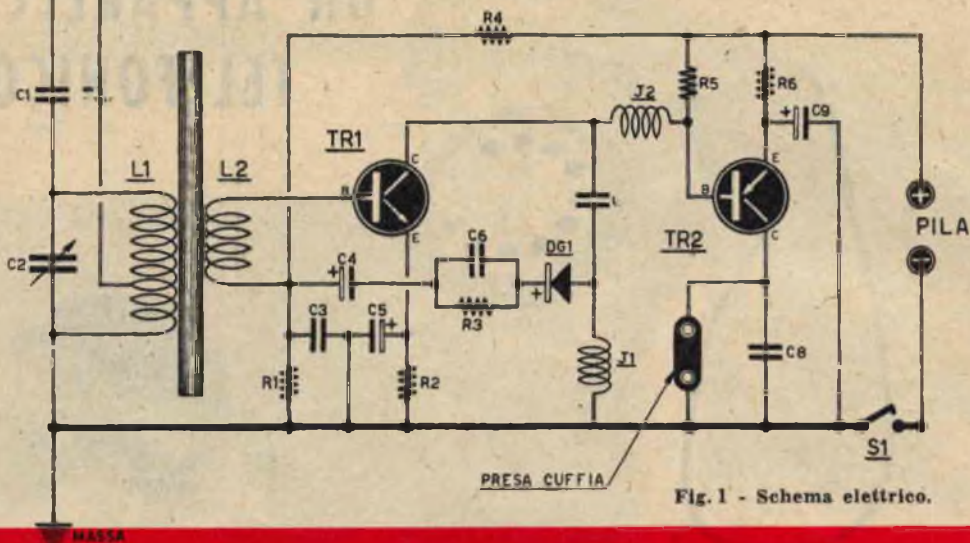 R4
C1
R5
R6
C9
J2
TR1
L1
L2
C
B
E
E
B
C
TR2
PILA
C2
C4
C6
DG1
R3
C3
C5
J1
C8
R1
R2
S1
PRESA CUFFIA
Fig. 1 - Schema elettrico.
MASSA